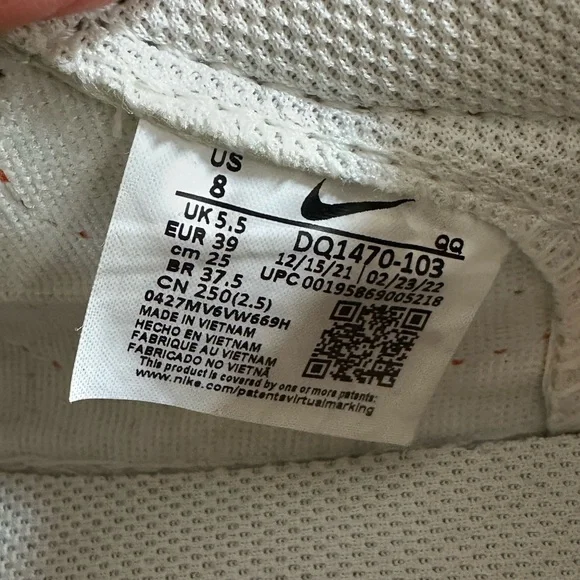 US
8
UK 5.5
EUR 39
cm 25
BR 37.5
CN 250(2.5)
QQ
DQ1470-103
12/15/21 02/23/22
UPC 00195869005218
0427MV6VW669H
MADE IN VIETNAM
HECHO EN VIETNAM
FABRIQUE AU VIETNAM
FABRICADO NO VIETNÃ
This product is covered by one or more patents:
www.nike.com/patentsvirtualmarking